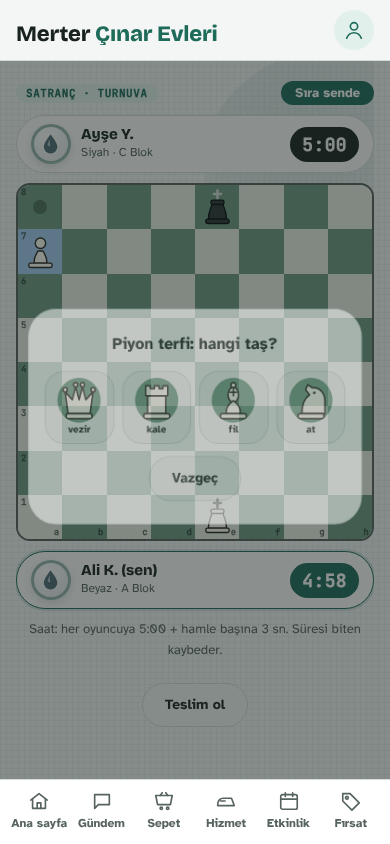 Merter Çınar Evleri
SATRANÇ · TURNUVA
Sıra sende
Ayşe Y.
Siyah · C Blok
5:00
8
7
6
5
Piyon terfi: hangi taş?
4
3
vezir kale fil at
2
Vazgeç
1
a b c d e f g h
Ali K. (sen)
Beyaz · A Blok
4:58
Saat: her oyuncuya 5:00 + hamle başına 3 sn. Süresi biten
kaybeder.
Teslim ol
Ana sayfa Gündem Sepet Hizmet Etkinlik Fırsat